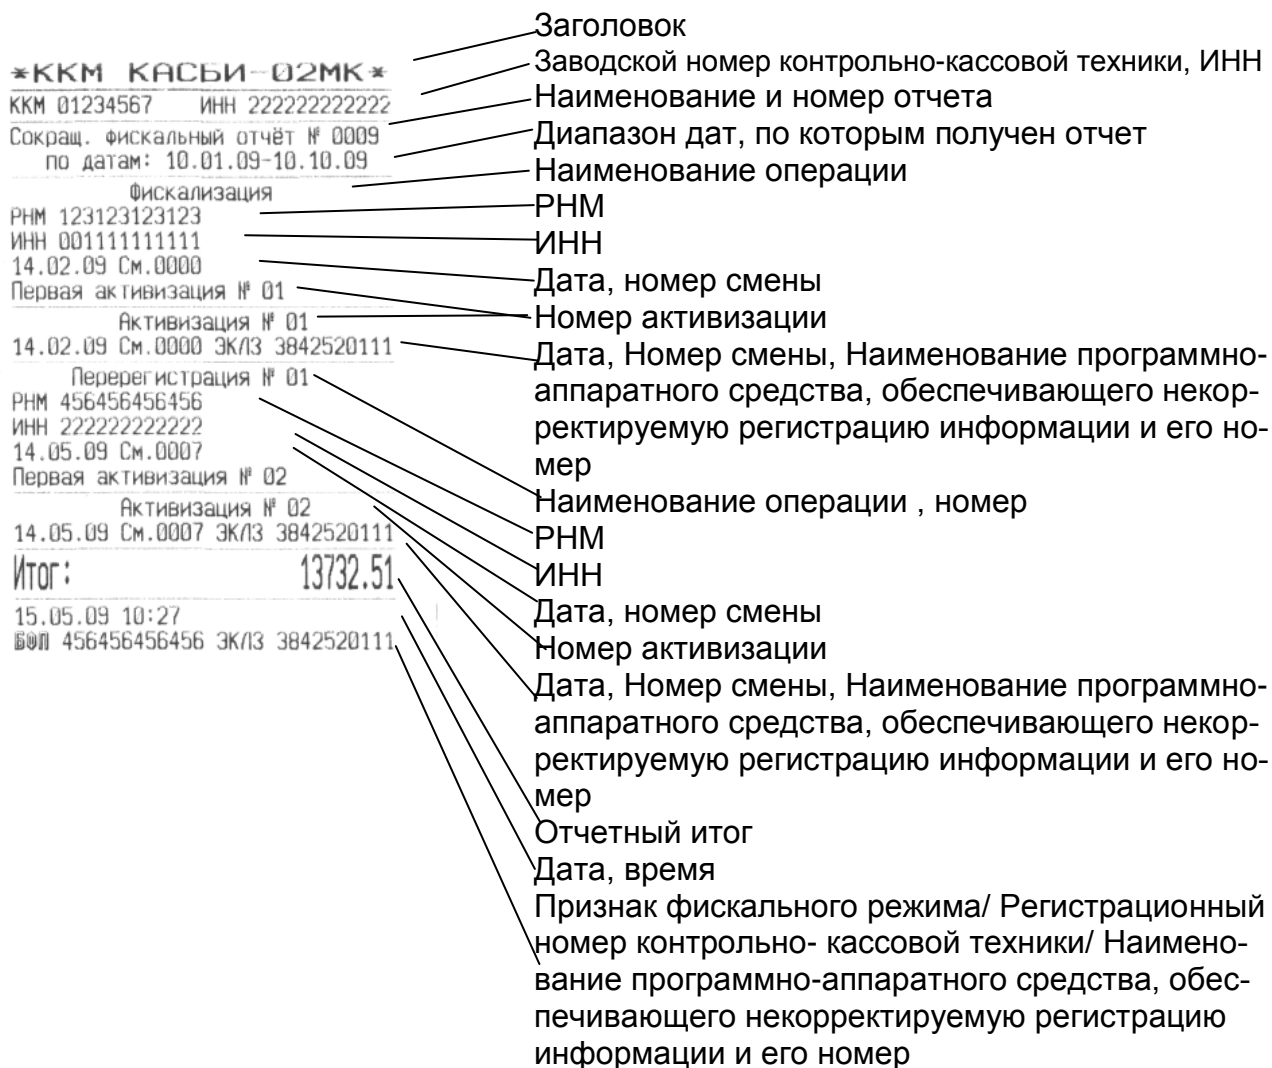 *ККМ КАСБИ-02МК*
ККМ 01234567 ИНН 222222222222
Сокращ. фискальный отчёт № 0009
по датам: 10.01.09-10.10.09
Фискализация
РНМ 123123123123
ИНН 001111111111
14.02.09 См.0000
Первая активизация № 01
Активизация № 01
14.02.09 См.0000 ЭКЛЗ 3842520111
Перерегистрация № 01
РНМ 456456456456
ИНН 222222222222
14.05.09 См.0007
Первая активизация № 02
Активизация № 02
14.05.09 См.0007 ЭКЛЗ 3842520111
Итог: 13732.51
15.05.09 10:27
БФП 456456456456 ЭКЛЗ 3842520111
Заголовок
Заводской номер контрольно-кассовой техники, ИНН
Наименование и номер отчета
Диапазон дат, по которым получен отчет
Наименование операции
РНМ
ИНН
Дата, номер смены
Номер активизации
Дата, Номер смены, Наименование программно-
аппаратного средства, обеспечивающего некор-
ректируемую регистрацию информации и его но-
мер
Наименование операции , номер
РНМ
ИНН
Дата, номер смены
Номер активизации
Дата, Номер смены, Наименование программно-
аппаратного средства, обеспечивающего некор-
ректируемую регистрацию информации и его но-
мер
Отчетный итог
Дата, время
Признак фискального режима/ Регистрационный
номер контрольно- кассовой техники/ Наимено-
вание программно-аппаратного средства, обес-
печивающего некорректируемую регистрацию
информации и его номер